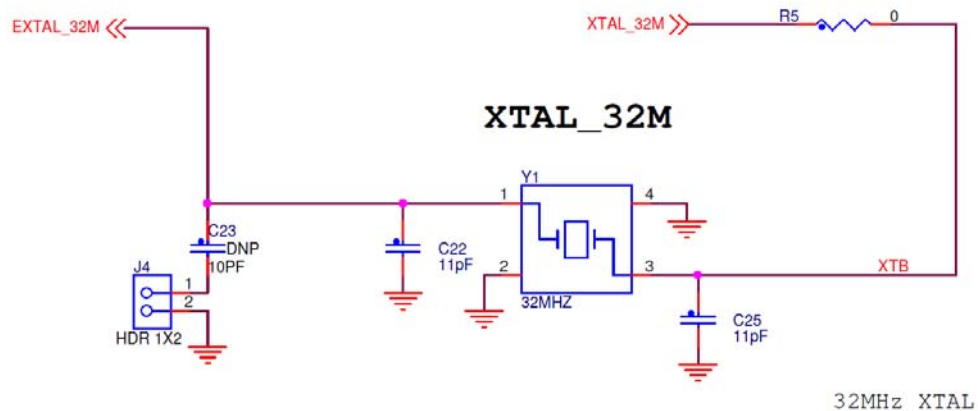 EXTAL_32M
XTAL_32M
R5
0
XTAL_32M
Y1
1
4
C23
DNP
10PF
C22
11pF
J4
1
2
HDR 1X2
2
3
XTB
32MHZ
C25
11pF
32MHz XTAL